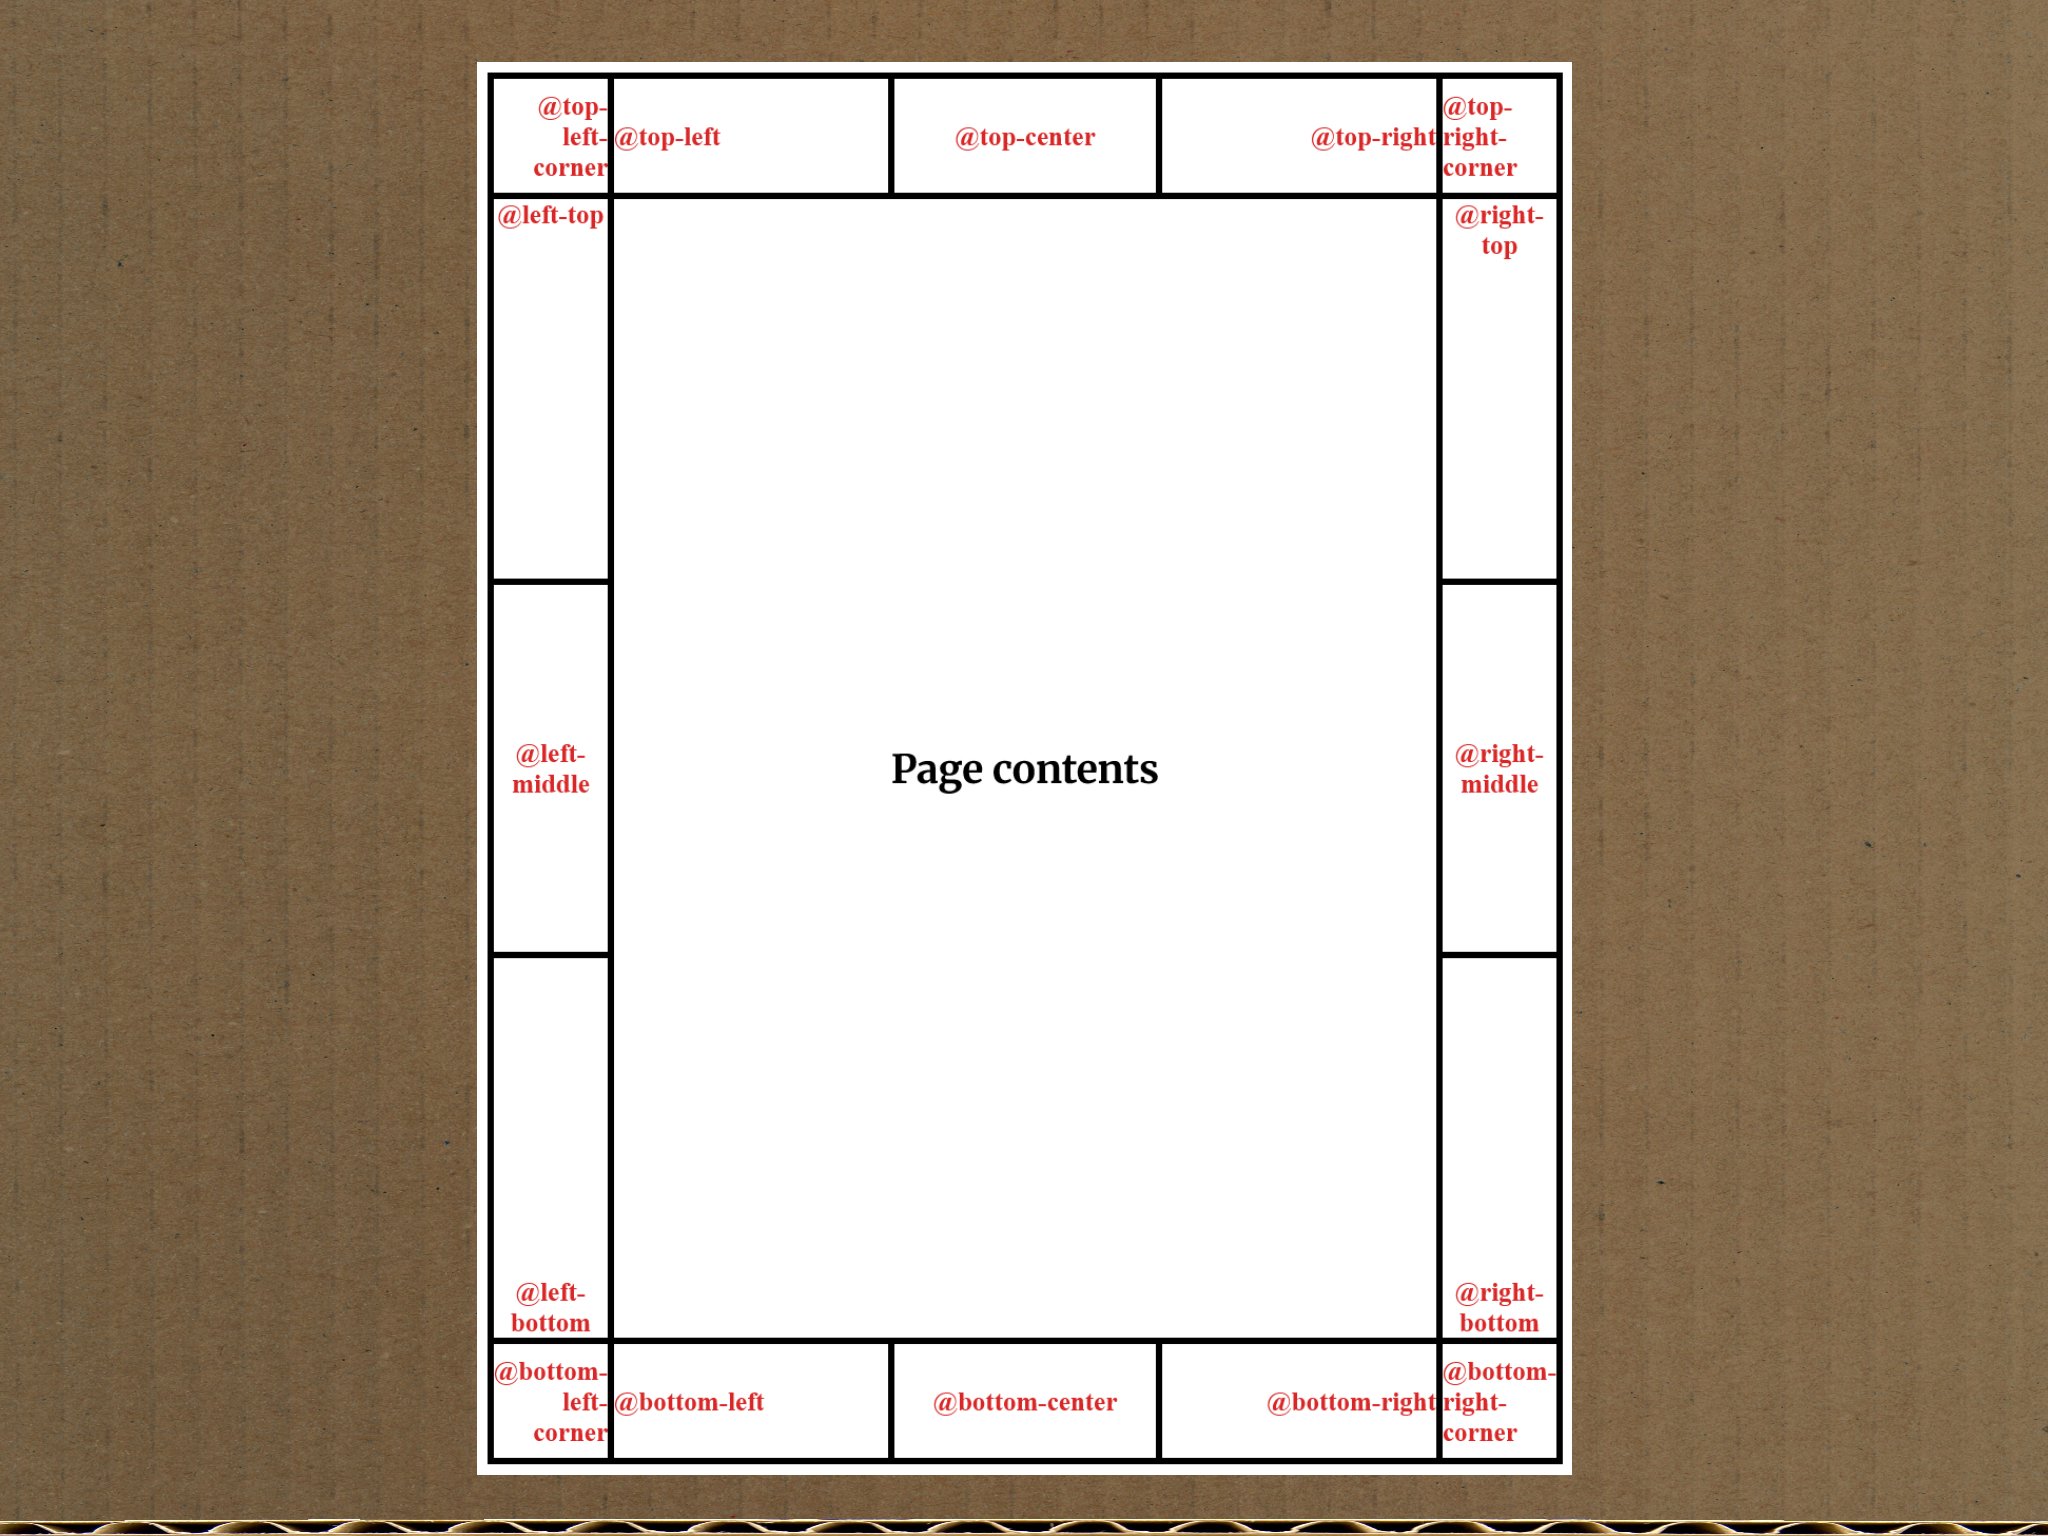 @top-
left-
corner
@top-left
@top-center
@top-right
@top-
right-
corner
@left-top
@right-
top
@left-
middle
Page contents
@right-
middle
@left-
bottom
@right-
bottom
@bottom-
left-
corner
@bottom-left
@bottom-center
@bottom-right
@bottom-
right-
corner